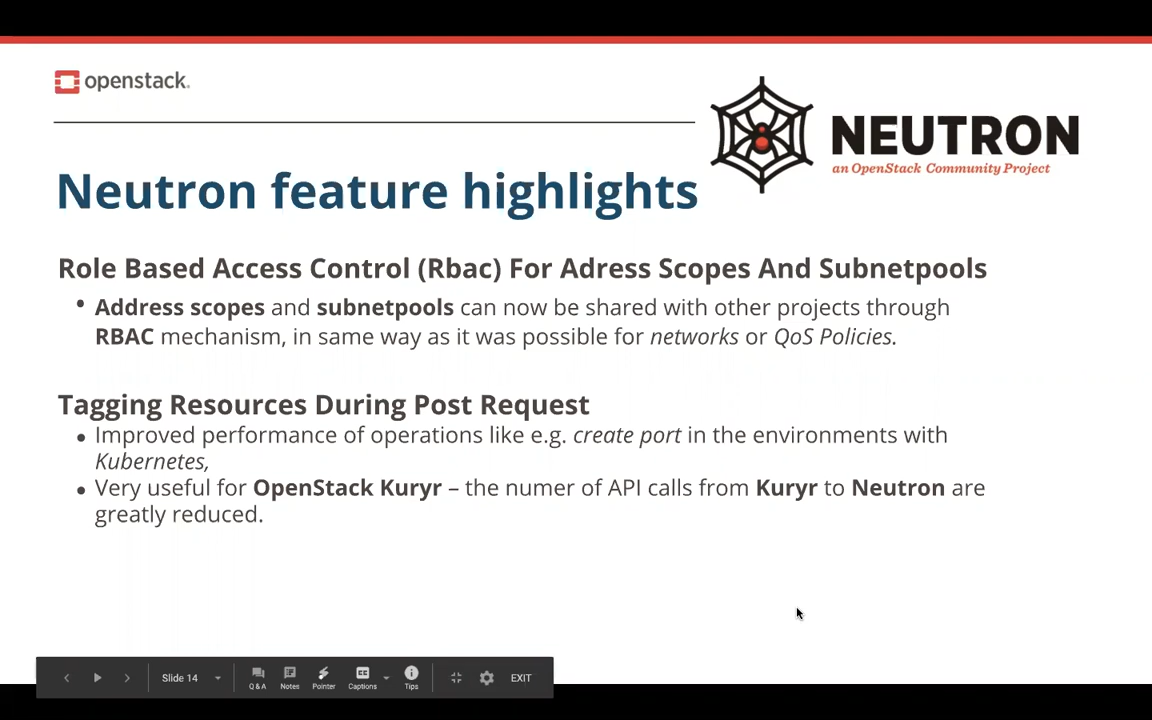 openstack.
NEUTRON
an OpenStack Community Project
Neutron feature highlights
Role Based Access Control (Rbac) For Adress Scopes And Subnetpools
• Address scopes and subnetpools can now be shared with other projects through
RBAC mechanism, in same way as it was possible for networks or QoS Policies.
Tagging Resources During Post Request
• Improved performance of operations like e.g. create port in the environments with
Kubernetes,
• Very useful for OpenStack Kuryr – the numer of API calls from Kuryr to Neutron are
greatly reduced.
Slide 14
Q & A
Notes
Pointer
CC
Captions
Tips
EXIT